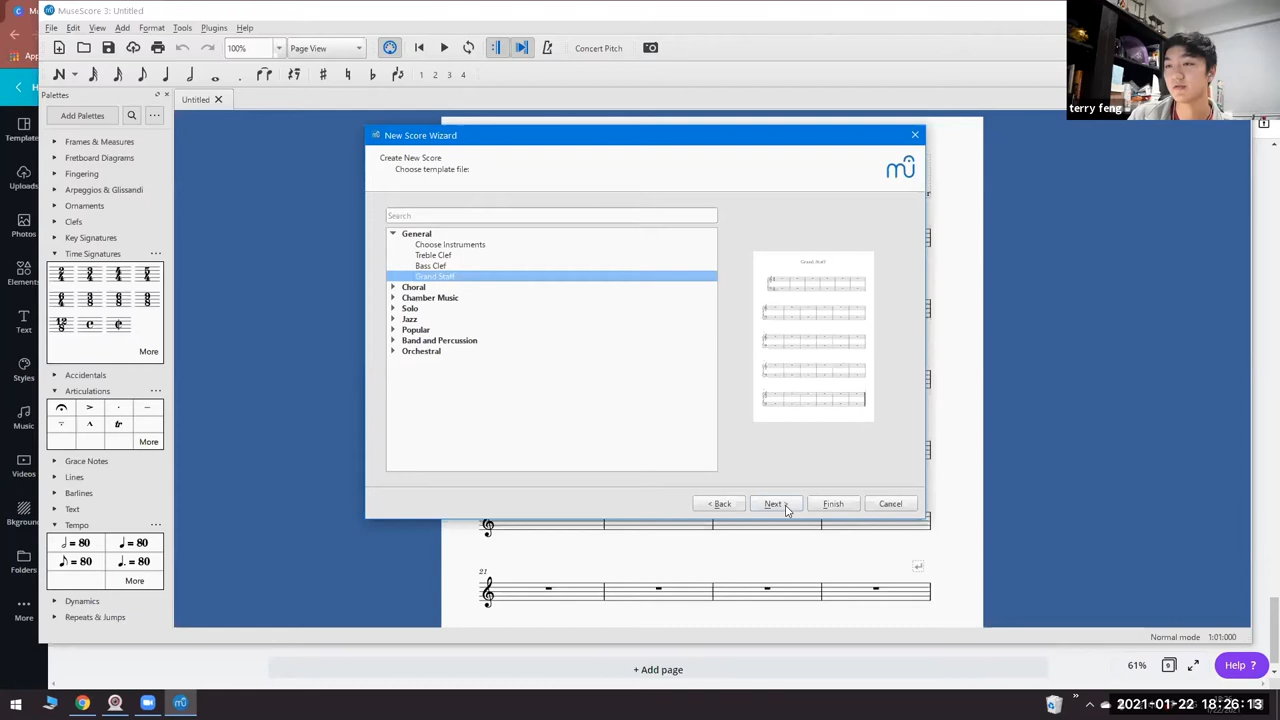 MuseScore 3: Untitled
File Edit View Add Format Tools Plugins Help
100% Page View Concert Pitch
1 2 3 4
Palettes
Untitled
Add Palettes
Frames & Measures
Fretboard Diagrams
Fingering
Arpeggios & Glissandi
Ornaments
Clefs
Key Signatures
Time Signatures
More
Accidentals
Articulations
More
Grace Notes
Lines
Barlines
Text
Tempo
= 80 = 80
= 80 = 80
More
Dynamics
Repeats & Jumps
Uploads
Photos
Text
Styles
Music
Videos
Folders
More
New Score Wizard
Create New Score
Choose template file:
Search
General
Choose Instruments
Treble Clef
Bass Clef
Grand Staff
Choral
Chamber Music
Solo
Jazz
Popular
Band and Percussion
Orchestral
Grand Staff
< Back Next > Finish Cancel
21
Normal mode 1:01:000
+ Add page
61% Help ?
terry feng
2021-01-22 18:26:13